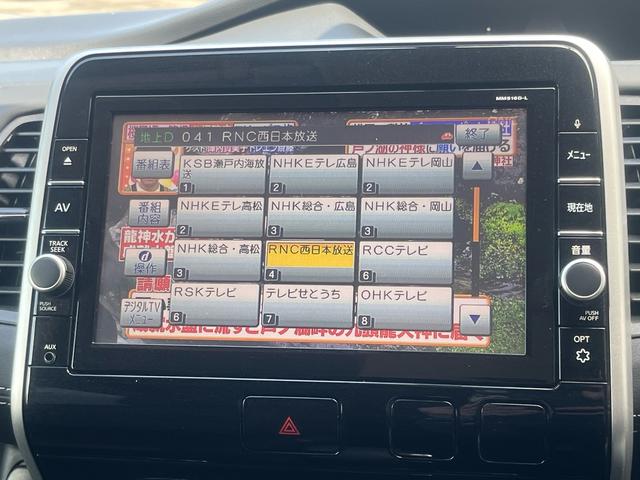 MM516D-L
地上D 041 RNC西日本放送
終了
OPEN
AV
TRACK
SEEK
PUSH
SOURCE
AUX
番組表
番組
内容
d
操作
デジタルTV
メニュー
KSB瀬戸内海放
送
1
NHKEテレ広島
2
NHKEテレ岡山
2
NHKEテレ高松
2
NHK総合・広島
3
NHK総合・岡山
3
NHK総合・高松
3
RNC西日本放送
4
RCCテレビ
3
RSKテレビ
6
テレビせとうち
7
OHKテレビ
8
メニュー
現在地
音量
PUSH
AV OFF
OPT
龍神水が